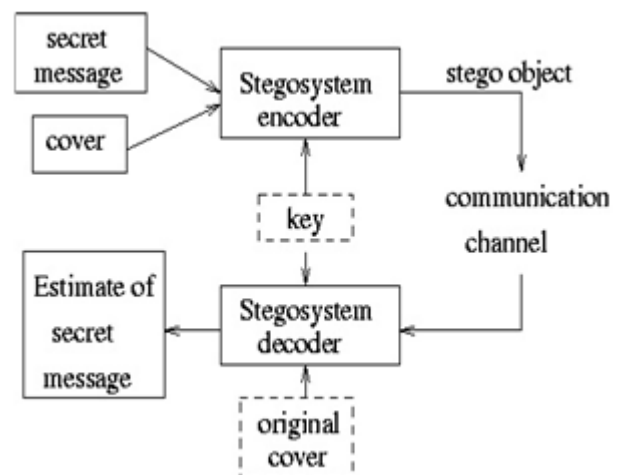 secret
message
cover
Stegosystem
encoder
stego object
key
communication
channel
Estimate of
secret
message
Stegosystem
decoder
original
cover